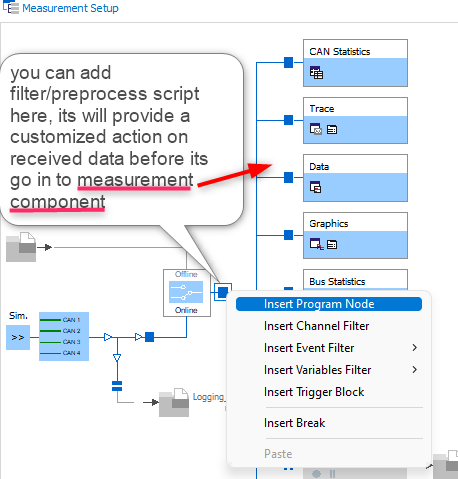 Measurement Setup
you can add
filter/preprocess script
here, its will provide a
customized action on
received data before its
go in to measurement
component
CAN Statistics
Trace
Data
Graphics
Bus Statistics
Offline
Online
Sim.
>>
CAN 1
CAN 2
CAN 3
CAN 4
Logging_
Insert Program Node
Insert Channel Filter
Insert Event Filter
Insert Variables Filter
Insert Trigger Block
Insert Break
Paste